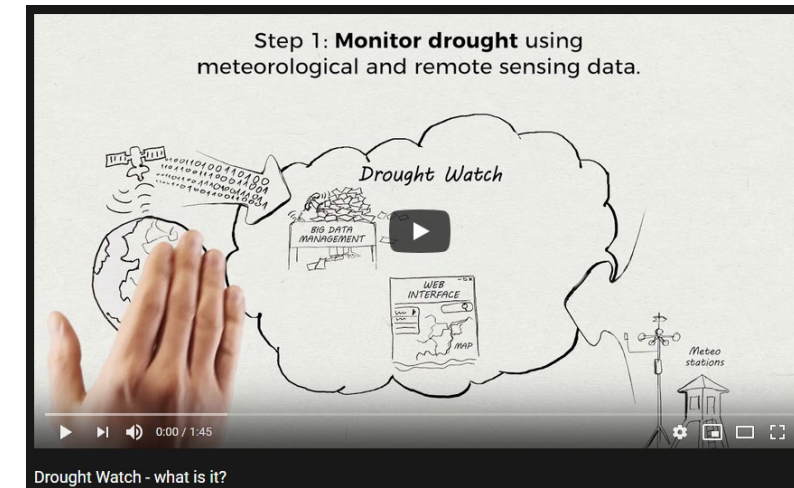 Step 1: Monitor drought using
meteorological and remote sensing data.
Drought Watch
BIG DATA
MANAGEMENT
WEB
INTERFACE
MAP
Meteo
stations
0:00 / 1:45
Drought Watch - what is it?